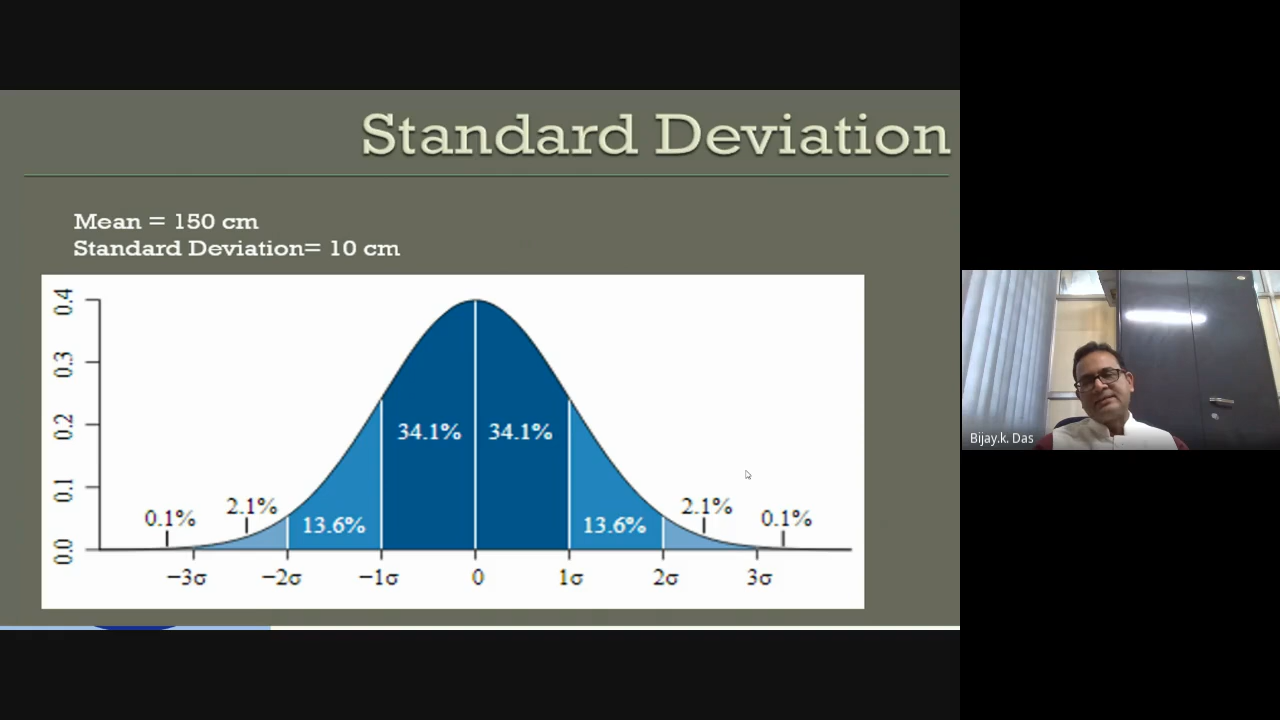 Standard Deviation
Mean = 150 cm
Standard Deviation= 10 cm
0.4
0.3
0.2
0.1
0.0
34.1% 34.1%
13.6% 13.6%
2.1% 2.1%
0.1% 0.1%
−3σ −2σ −1σ 0 1σ 2σ 3σ
Bijay.k. Das